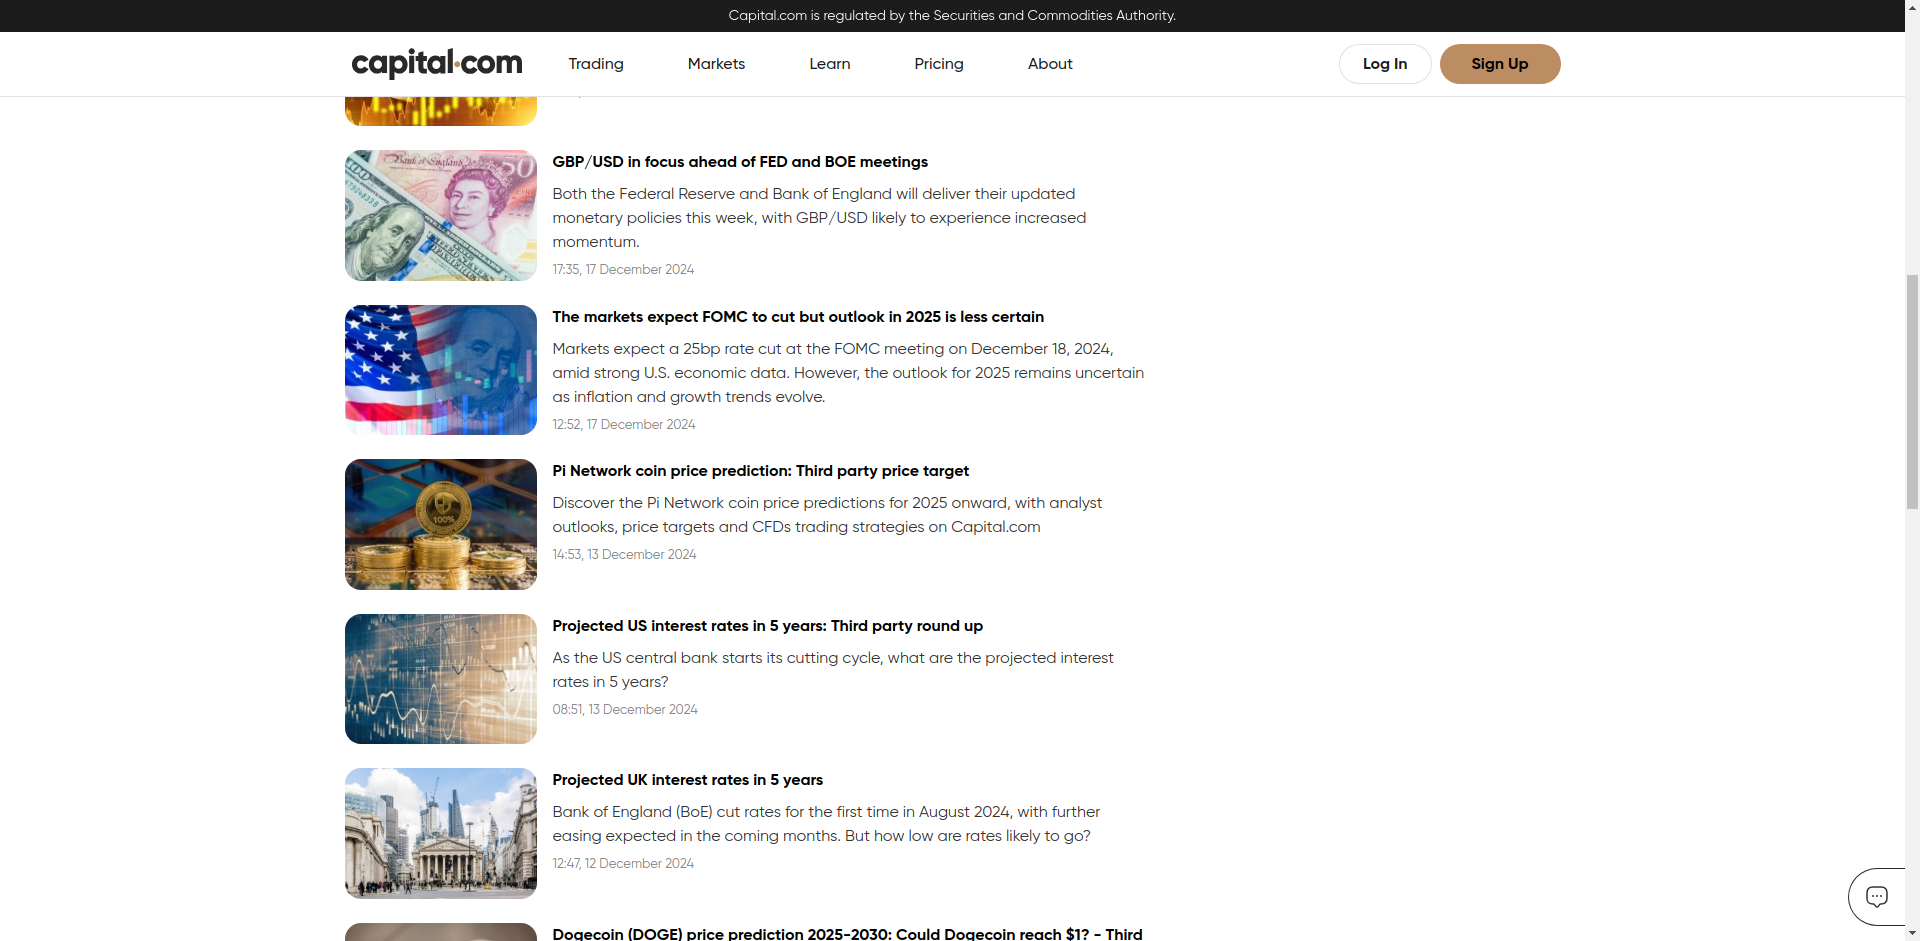 Capital.com is regulated by the Securities and Commodities Authority.
capital.com
Trading
Markets
Learn
Pricing
About
Log In
Sign Up
GBP/USD in focus ahead of FED and BOE meetings
Both the Federal Reserve and Bank of England will deliver their updated
monetary policies this week, with GBP/USD likely to experience increased
momentum.
17:35, 17 December 2024
The markets expect FOMC to cut but outlook in 2025 is less certain
Markets expect a 25bp rate cut at the FOMC meeting on December 18, 2024,
amid strong U.S. economic data. However, the outlook for 2025 remains uncertain
as inflation and growth trends evolve.
12:52, 17 December 2024
100%
Pi Network coin price prediction: Third party price target
Discover the Pi Network coin price predictions for 2025 onward, with analyst
outlooks, price targets and CFDs trading strategies on Capital.com
14:53, 13 December 2024
Projected US interest rates in 5 years: Third party round up
As the US central bank starts its cutting cycle, what are the projected interest
rates in 5 years?
08:51, 13 December 2024
Projected UK interest rates in 5 years
Bank of England (BoE) cut rates for the first time in August 2024, with further
easing expected in the coming months. But how low are rates likely to go?
12:47, 12 December 2024
Dogecoin (DOGE) price prediction 2025-2030: Could Dogecoin reach $1? - Third